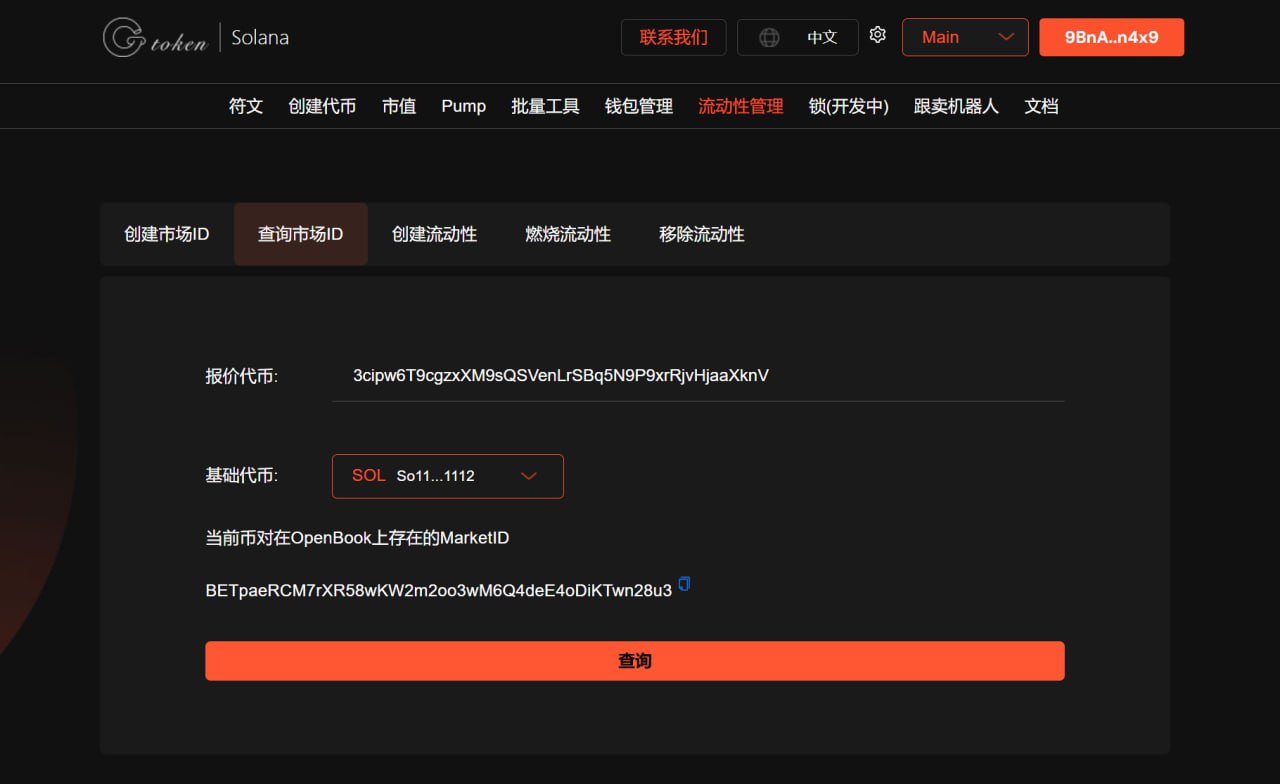 Gtoken | Solana 联系我们 中文 Main 9BnA..n4x9
符文 创建代币 市值 Pump 批量工具 钱包管理 流动性管理 锁(开发中) 跟卖机器人 文档
创建市场ID 查询市场ID 创建流动性 燃烧流动性 移除流动性
报价代币: 3cipw6T9cgzxXM9sQSVenLrSBq5N9P9xrRjvHjaaXknV
基础代币: SOL So11...1112
当前币对在OpenBook上存在的MarketID
BETpaeRCM7rXR58wKW2m2oo3wM6Q4deE4oDiKTwn28u3
查询